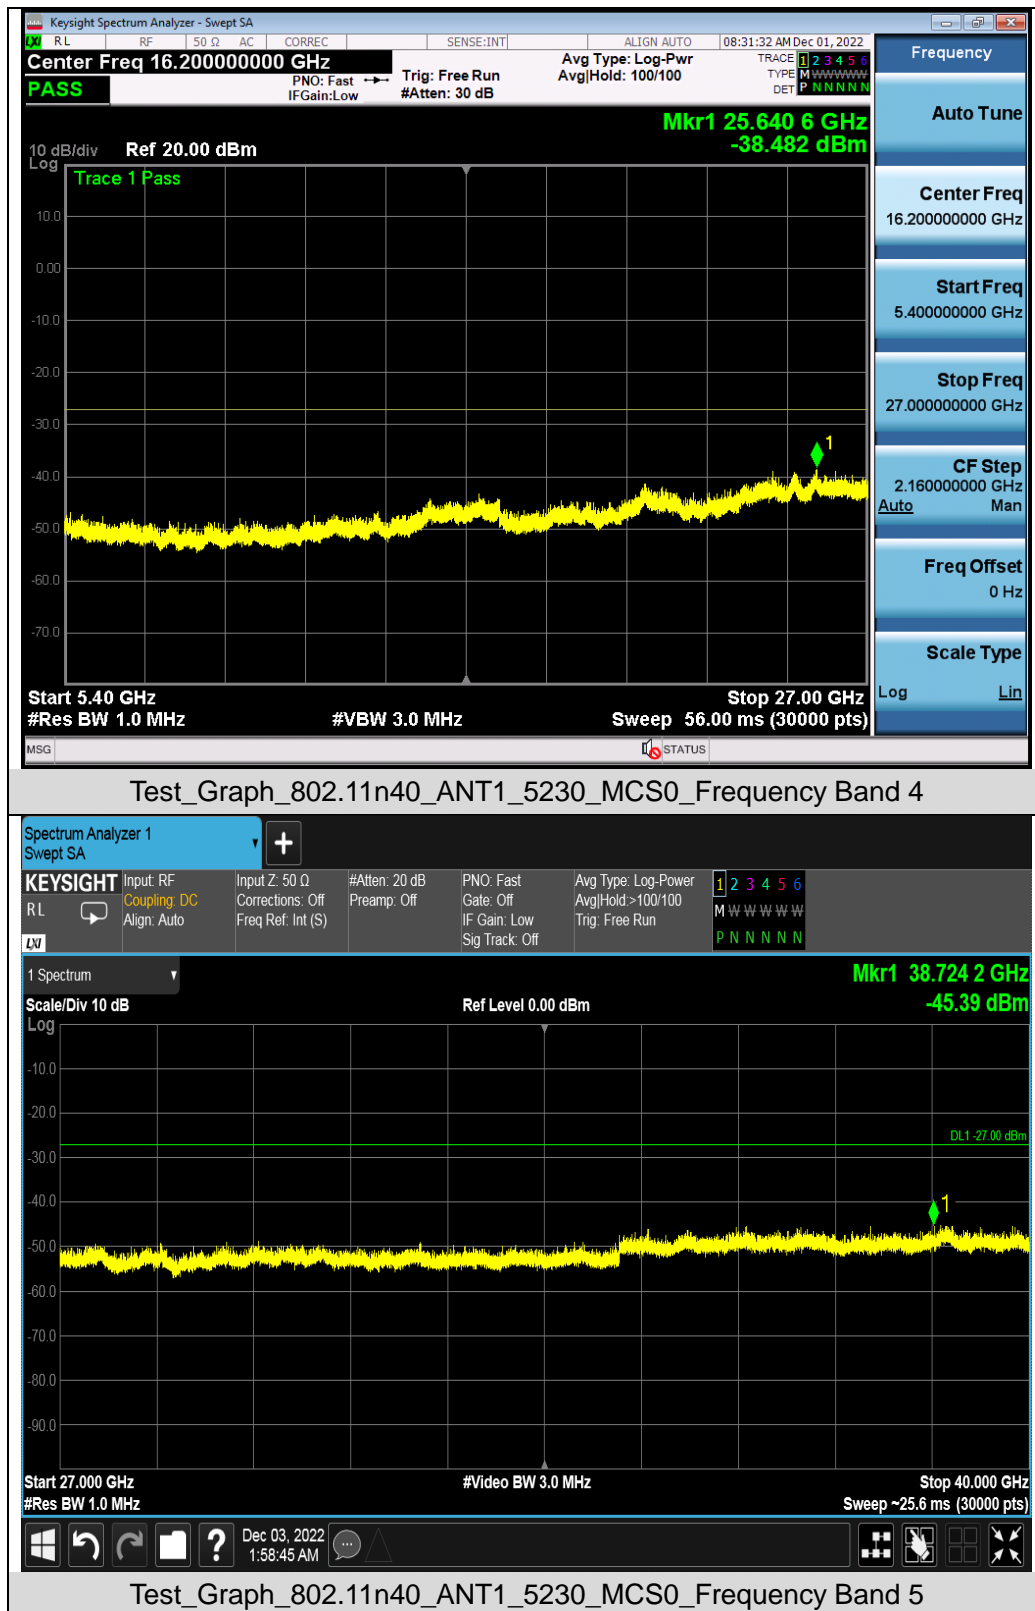 Keysight Spectrum Analyzer - Swept SA
LXI RL RF 50 Ω AC CORREC SENSE:INT ALIGN AUTO 08:31:32 AM Dec 01, 2022
Center Freq 16.200000000 GHz
PNO: Fast
IFGain:Low
Trig: Free Run
#Atten: 30 dB
Avg Type: Log-Pwr
Avg|Hold: 100/100
TRACE 1 2 3 4 5 6
TYPE M WWWWW
DET P N N N N N
PASS
Mkr1 25.640 6 GHz
-38.482 dBm
10 dB/div Ref 20.00 dBm
Log
Trace 1 Pass
10.0
0.00
-10.0
-20.0
-30.0
-40.0
-50.0
-60.0
-70.0
1
Start 5.40 GHz Stop 27.00 GHz
#Res BW 1.0 MHz #VBW 3.0 MHz Sweep 56.00 ms (30000 pts)
MSG STATUS
Frequency
Auto Tune
Center Freq
16.200000000 GHz
Start Freq
5.400000000 GHz
Stop Freq
27.000000000 GHz
CF Step
2.160000000 GHz
Auto Man
Freq Offset
0 Hz
Scale Type
Log Lin
Test_Graph_802.11n40_ANT1_5230_MCS0_Frequency Band 4
Spectrum Analyzer 1
Swept SA
+
KEYSIGHT
RL
LXI
Input: RF
Coupling: DC
Align: Auto
Input Z: 50 Ω
Corrections: Off
Freq Ref: Int (S)
#Atten: 20 dB
Preamp: Off
PNO: Fast
Gate: Off
IF Gain: Low
Sig Track: Off
Avg Type: Log-Power
Avg|Hold:>100/100
Trig: Free Run
1 2 3 4 5 6
M W W W W W
P N N N N N
1 Spectrum
Mkr1 38.724 2 GHz
-45.39 dBm
Scale/Div 10 dB Ref Level 0.00 dBm
Log
-10.0
-20.0
DL1 -27.00 dBm
-30.0
-40.0
1
-50.0
-60.0
-70.0
-80.0
-90.0
Start 27.000 GHz #Video BW 3.0 MHz Stop 40.000 GHz
#Res BW 1.0 MHz Sweep ~25.6 ms (30000 pts)
? Dec 03, 2022
1:58:45 AM
Test_Graph_802.11n40_ANT1_5230_MCS0_Frequency Band 5